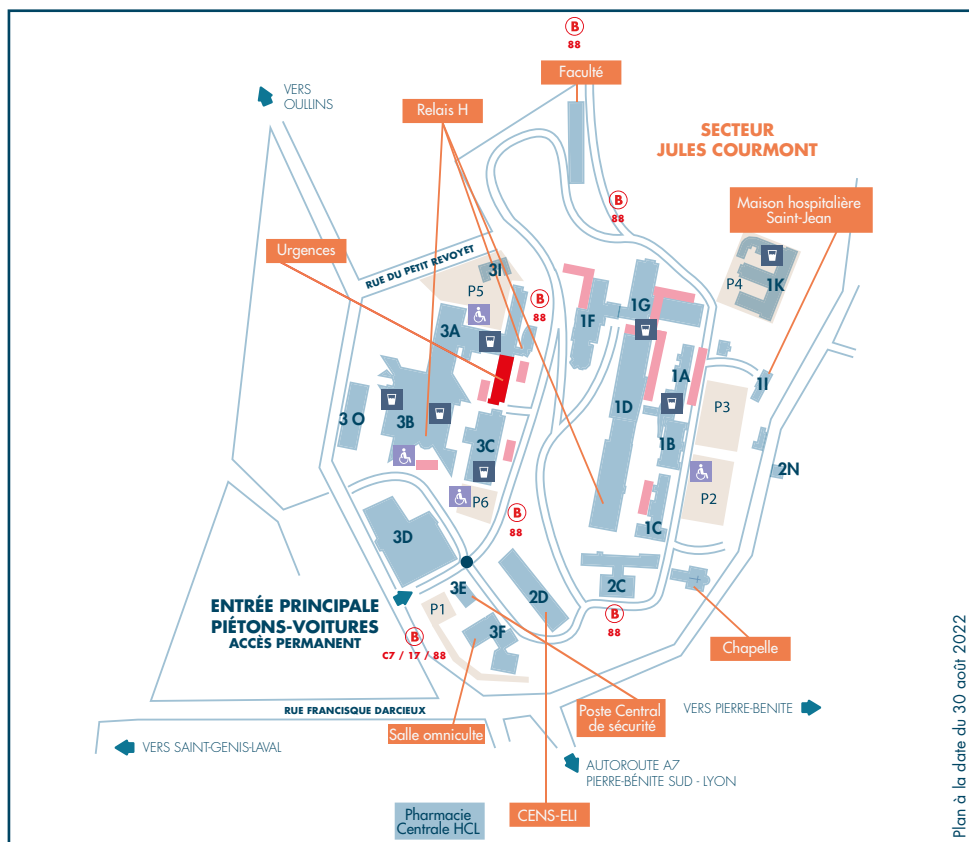 B
88
Faculté
VERS
OULLINS
Relais H
SECTEUR
JULES COURMONT
Maison hospitalière
Saint-Jean
B
88
Urgences
RUE DU PETIT REVOYET
3I
P5
P4
1K
B
88
1G
1F
3A
1A
1I
P3
1D
3 O
3B
3C
1B
2N
P2
P6
B
88
1C
3D
3E
2D
2C
ENTRÉE PRINCIPALE
PIÉTONS-VOITURES
ACCÈS PERMANENT
P1
B
C7 / 17 / 88
3F
B
88
Chapelle
RUE FRANCISQUE DARCIEUX
Salle omniculte
Poste Central
de sécurité
VERS PIERRE-BENITE
VERS SAINT-GENIS-LAVAL
AUTOROUTE A7
PIERRE-BÉNITE SUD - LYON
Pharmacie
Centrale HCL
CENS-ELI
Plan à la date du 30 août 2022